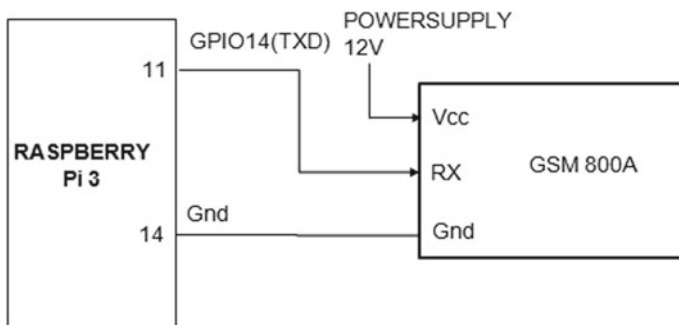 POWERSUPPLY
12V
GPIO14(TXD)
11
RASPBERRY
Pi 3
14
Gnd
Vcc
RX
Gnd
GSM 800A